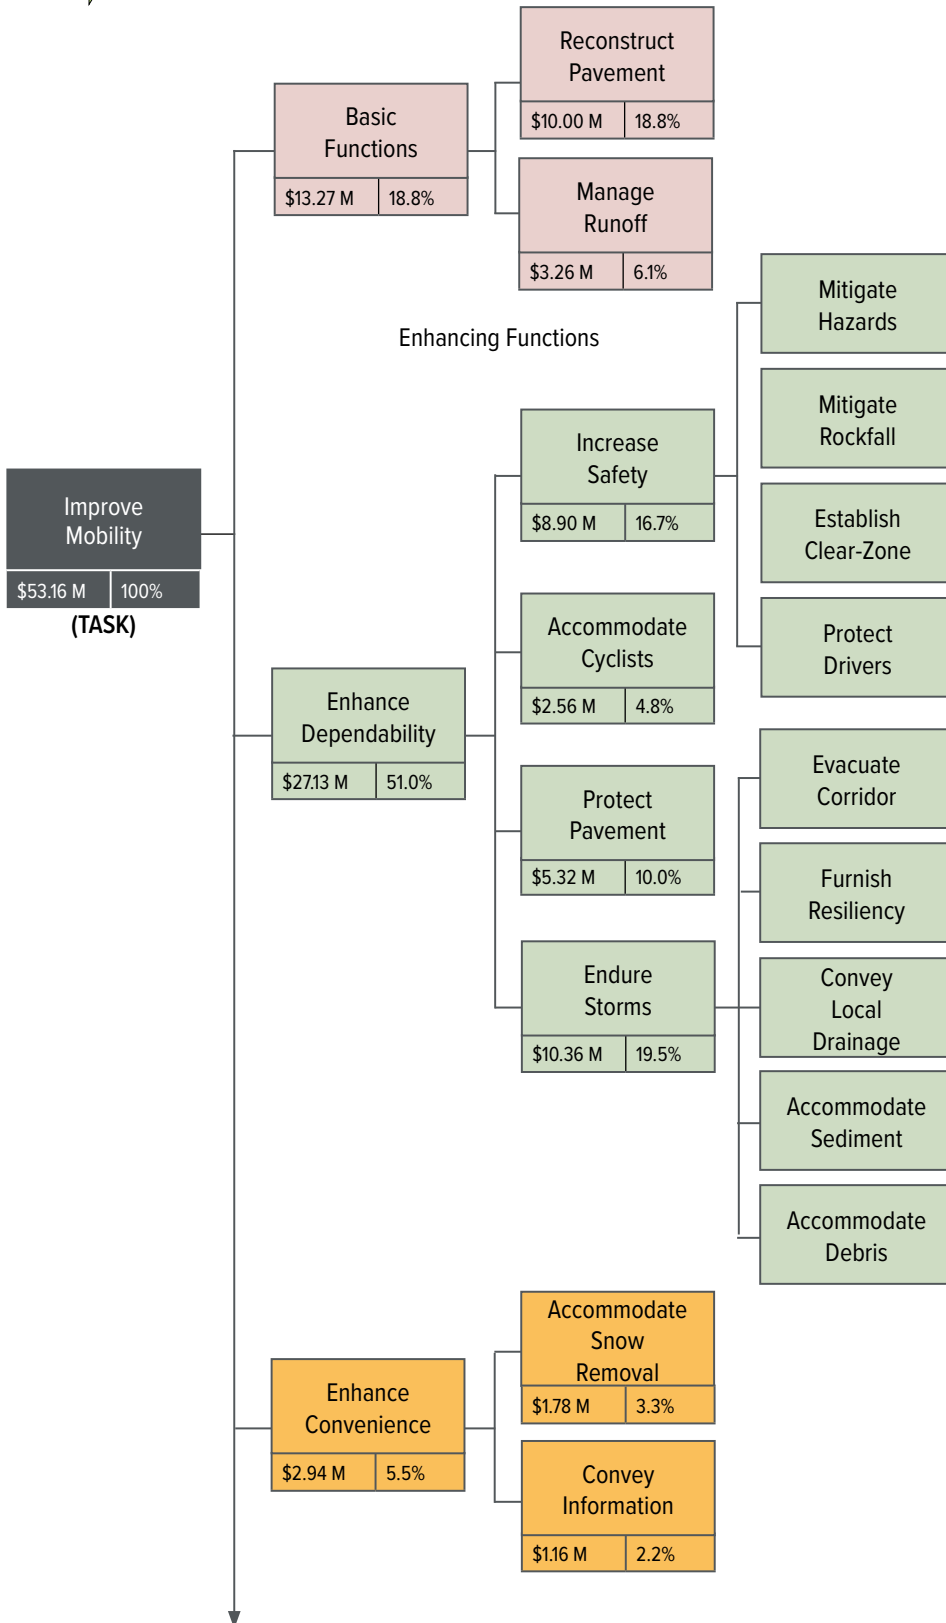 Reconstruct
Pavement
$10.00 M 18.8%
Basic
Functions
$13.27 M 18.8%
Manage
Runoff
$3.26 M 6.1%
Enhancing Functions
Mitigate
Hazards
Mitigate
Rockfall
Increase
Safety
$8.90 M 16.7%
Establish
Clear-Zone
Protect
Drivers
Improve
Mobility
$53.16 M 100%
(TASK)
Accommodate
Cyclists
$2.56 M 4.8%
Enhance
Dependability
$27.13 M 51.0%
Protect
Pavement
$5.32 M 10.0%
Evacuate
Corridor
Furnish
Resiliency
Endure
Storms
$10.36 M 19.5%
Convey
Local
Drainage
Accommodate
Sediment
Accommodate
Debris
Accommodate
Snow
Removal
$1.78 M 3.3%
Enhance
Convenience
$2.94 M 5.5%
Convey
Information
$1.16 M 2.2%